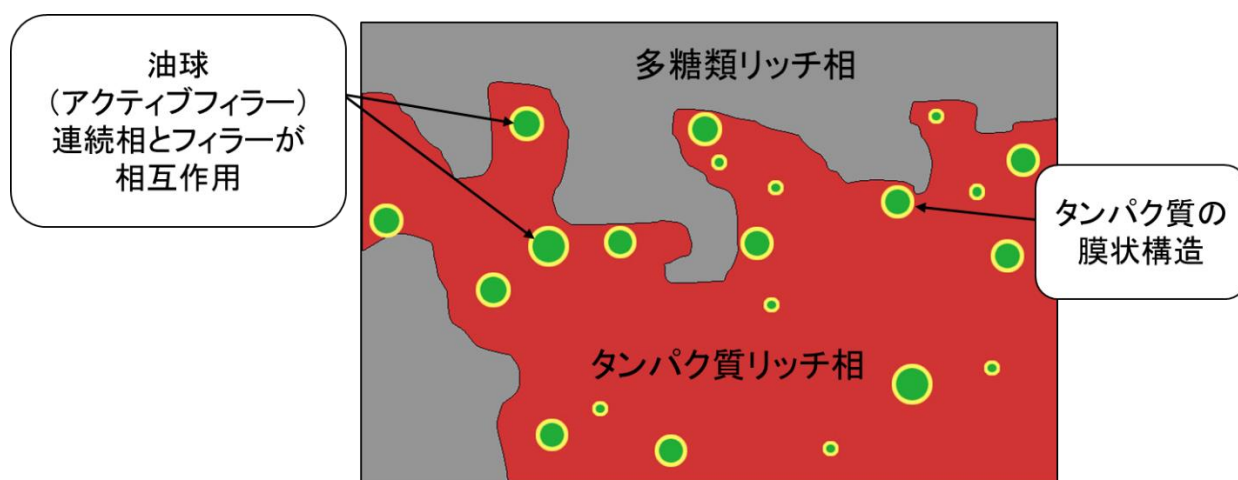 油球
（アクティブフィラー）
連続相とフィラーが
相互作用
多糖類リッチ相
タンパク質の
膜状構造
タンパク質リッチ相